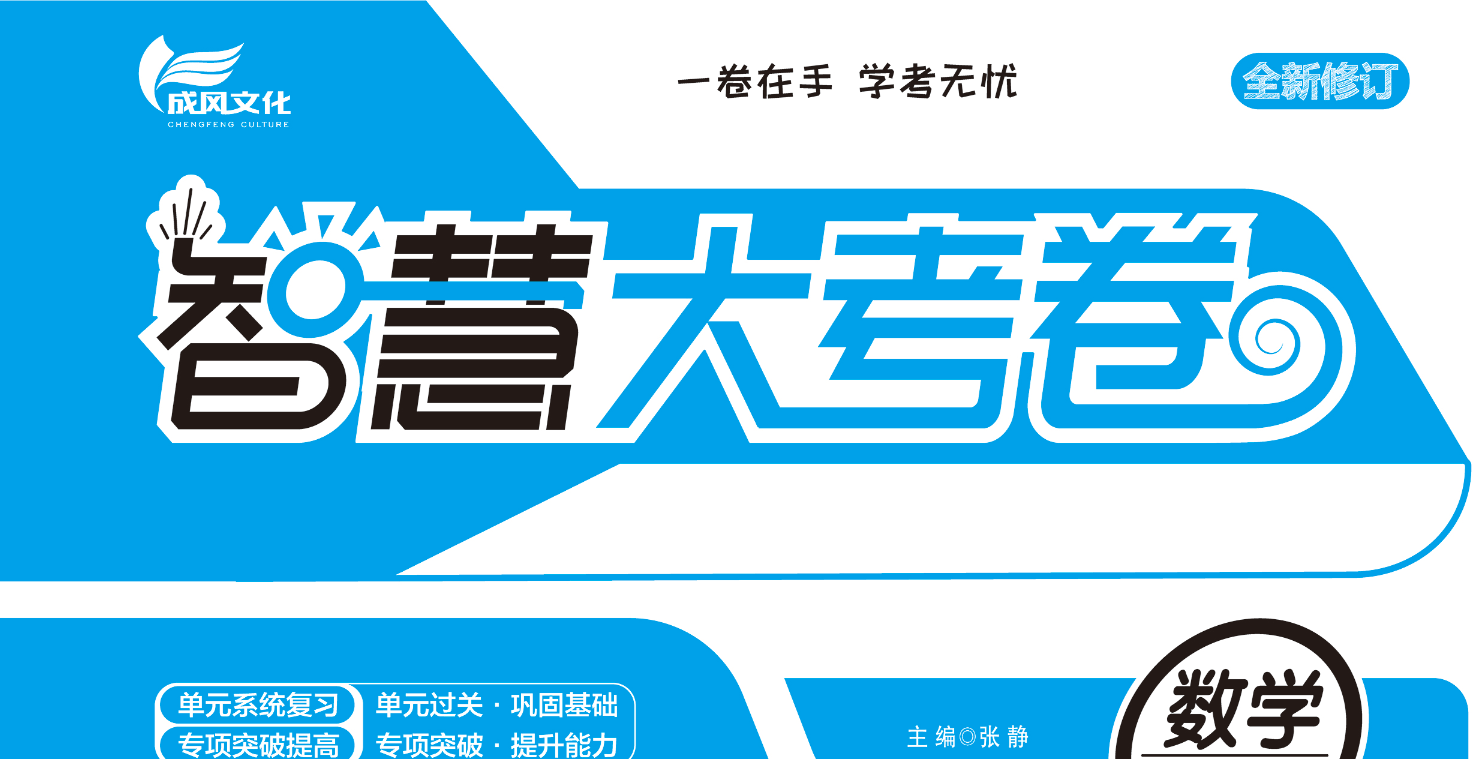 成风文化
CHENGFENG CULTURE
一卷在手 学考无忧
全新修订
智慧大考卷
单元系统复习 单元过关·巩固基础
专项突破提高 专项突破·提升能力
主编◎张静
数学